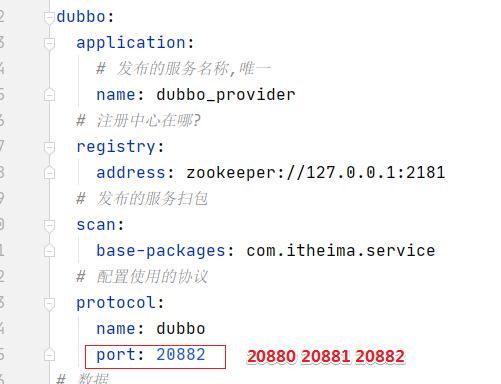 dubbo:
application:
# 发布的服务名称,唯一
name: dubbo_provider
# 注册中心在哪?
registry:
address: zookeeper://127.0.0.1:2181
# 发布的服务扫包
scan:
base-packages: com.itheima.service
# 配置使用的协议
protocol:
name: dubbo
port: 20882 20880 20881 20882
# 数据